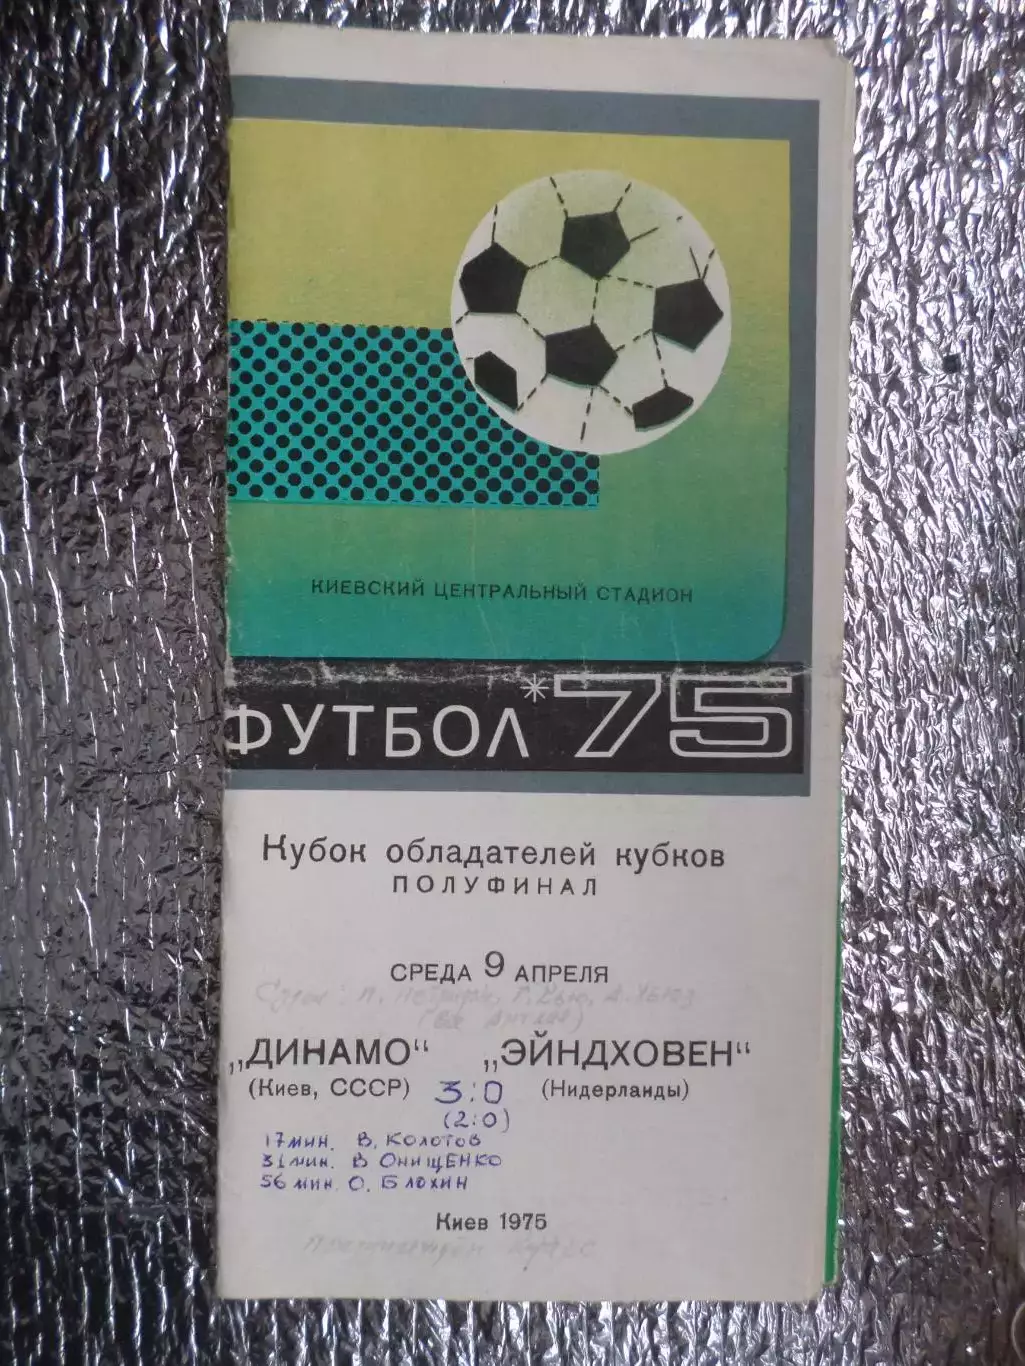 КИЕВСКИЙ ЦЕНТРАЛЬНЫЙ СТАДИОН
ФУТБОЛ*75
Кубок обладателей кубков
ПОЛУФИНАЛ
СРЕДА 9 АПРЕЛЯ
А. Хьюз
„ДИНАМО“ „ЭЙНДХОВЕН“
(Киев, СССР) 3:0 (Нидерланды)
(2:0)
17 мин. В. Колотов
31 мин. В Онищенко
56 мин. О. Блохин
Киев 1975